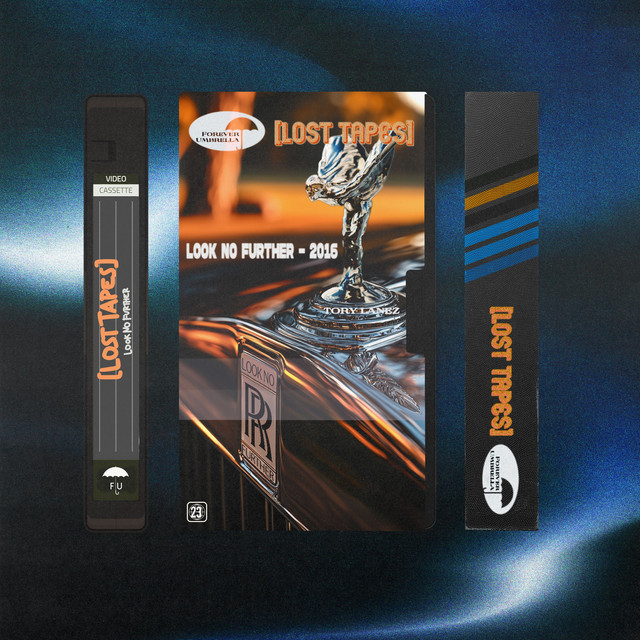 VIDEO
CASSETTE
[LOST TAPES]
LOOK NO FURTHER
F U
FOREVER
UMBRELLA
[LOST TAPES]
LOOK NO FURTHER - 2016
TORY LANEZ
LOOK NO
RR
FURTHER
23
[LOST TAPES]
FOREVER
UMBRELLA